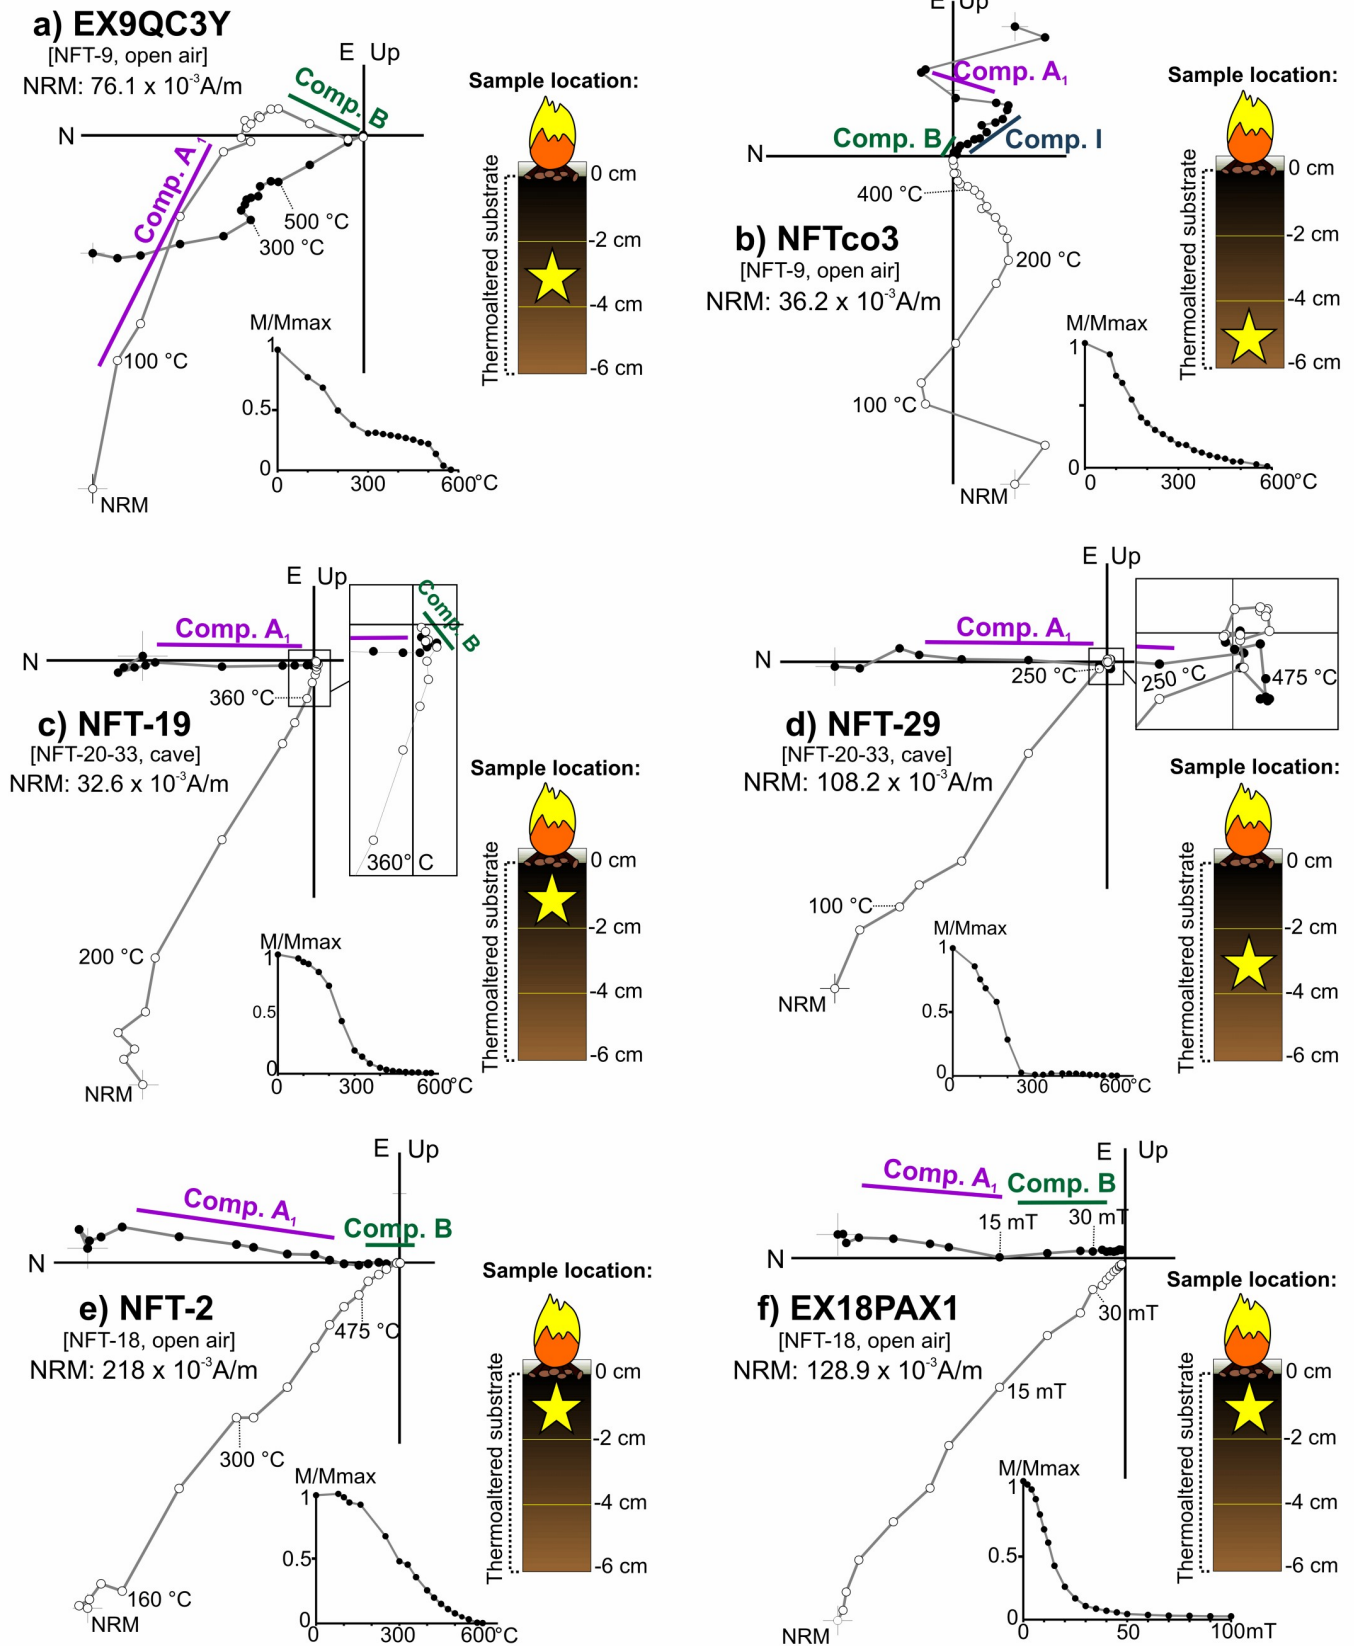 a) EX9QC3Y
[NFT-9, open air]
NRM: 76.1 x 10⁻³A/m
E Up
N
Comp. B
Comp. A₁
500 °C
300 °C
100 °C
NRM
M/Mmax
1
0.5
0
0 300 600°C
Sample location:
Thermoaltered substrate
0 cm
-2 cm
-4 cm
-6 cm
E Up
Comp. A₁
Comp. B
Comp. I
N
400 °C
b) NFTco3
[NFT-9, open air]
NRM: 36.2 x 10⁻³A/m
200 °C
100 °C
NRM
M/Mmax
1
0
0 300 600°C
Sample location:
Thermoaltered substrate
0 cm
-2 cm
-4 cm
-6 cm
E Up
Comp. A₁
N
Comp. B
360 °C
360° C
c) NFT-19
[NFT-20-33, cave]
NRM: 32.6 x 10⁻³A/m
200 °C
NRM
M/Mmax
1
0.5
0
0 300 600°C
Sample location:
Thermoaltered substrate
0 cm
-2 cm
-4 cm
-6 cm
E Up
Comp. A₁
N
250 °C
250 °C
475 °C
d) NFT-29
[NFT-20-33, cave]
NRM: 108.2 x 10⁻³A/m
100 °C
NRM
M/Mmax
1
0.5
0
0 300 600°C
Sample location:
Thermoaltered substrate
0 cm
-2 cm
-4 cm
-6 cm
E Up
Comp. A₁
Comp. B
N
e) NFT-2
[NFT-18, open air]
NRM: 218 x 10⁻³A/m
475 °C
300 °C
160 °C
NRM
M/Mmax
1
0.5
0
0 300 600°C
Sample location:
Thermoaltered substrate
0 cm
-2 cm
-4 cm
-6 cm
E Up
Comp. A₁
Comp. B
15 mT
30 mT
N
f) EX18PAX1
[NFT-18, open air]
NRM: 128.9 x 10⁻³A/m
30 mT
15 mT
NRM
M/Mmax
1
0.5
0
0 50 100mT
Sample location:
Thermoaltered substrate
0 cm
-2 cm
-4 cm
-6 cm